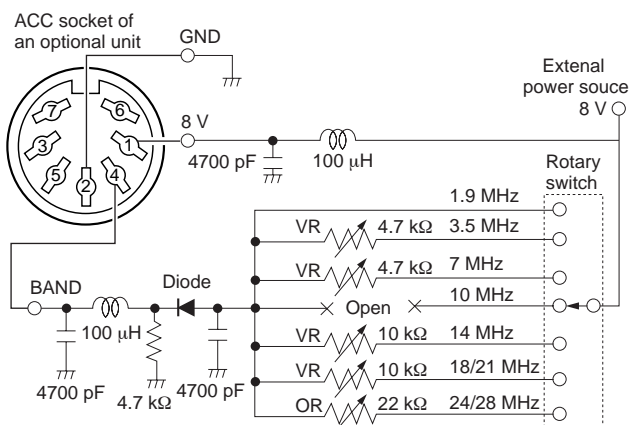 ACC socket of
an optional unit
GND
Extenal
power souce
8 V
7
6
8 V
3
1
4700 pF
100 µH
Rotary
switch
5
2
4
1.9 MHz
VR 4.7 kΩ 3.5 MHz
VR 4.7 kΩ 7 MHz
BAND
Diode
Open
10 MHz
100 µH
VR 10 kΩ 14 MHz
4700 pF
4.7 kΩ
4700 pF
VR 10 kΩ 18/21 MHz
OR 22 kΩ 24/28 MHz